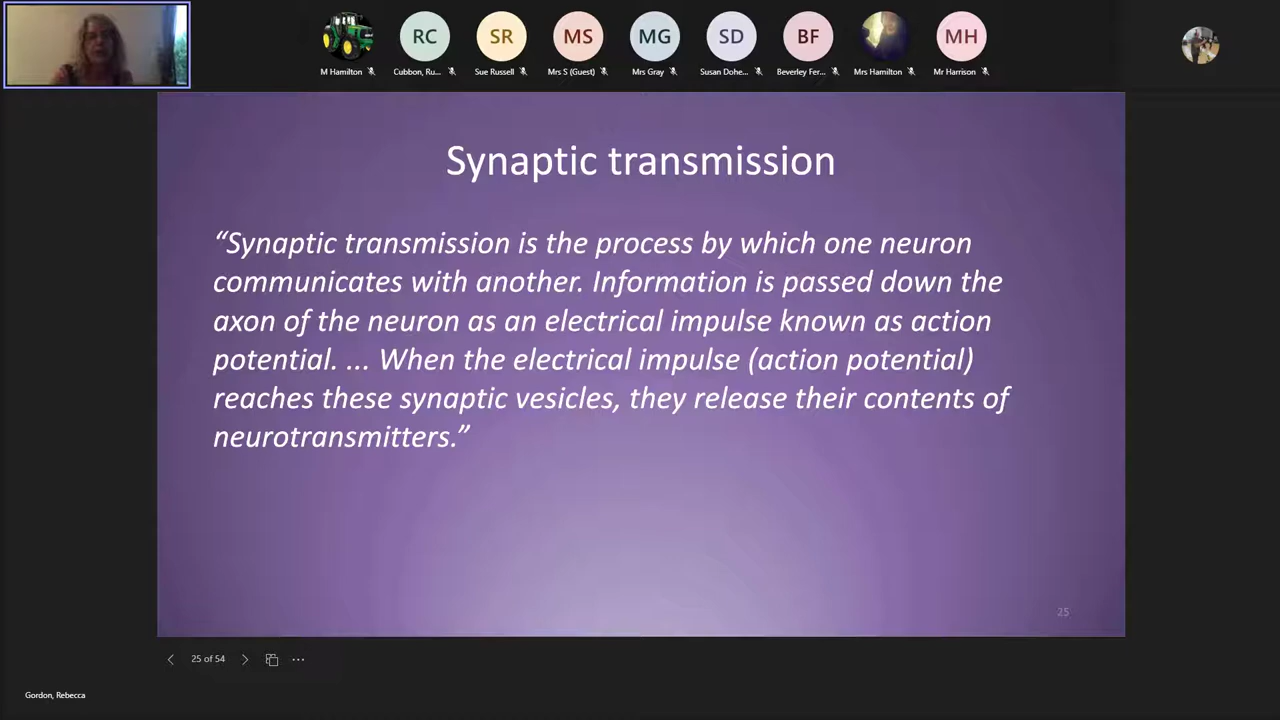 RC
SR
MS
MG
SD
BF
MH
M Hamilton
Cubbon, Ru...
Sue Russell
Mrs S (Guest)
Mrs Gray
Susan Dohe...
Beverley Fer...
Mrs Hamilton
Mr Harrison
Synaptic transmission
“Synaptic transmission is the process by which one neuron
communicates with another. Information is passed down the
axon of the neuron as an electrical impulse known as action
potential. ... When the electrical impulse (action potential)
reaches these synaptic vesicles, they release their contents of
neurotransmitters.”
25
25 of 54
Gordon, Rebecca